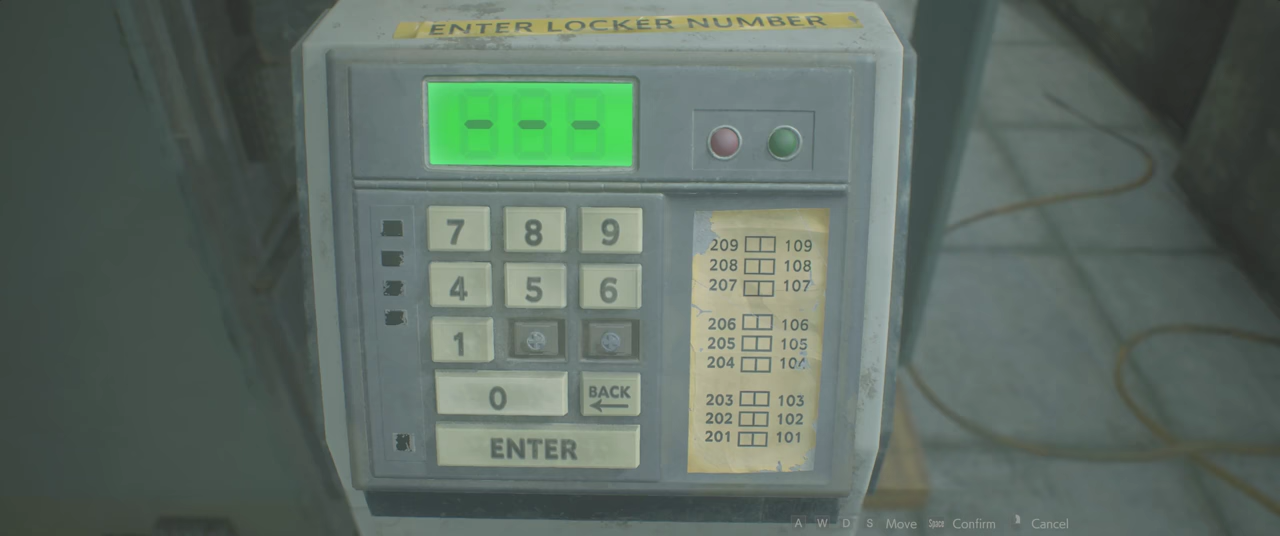 ENTER LOCKER NUMBER
---
7 8 9
4 5 6
1
0 BACK
ENTER
209 109
208 108
207 107
206 106
205 105
204 104
203 103
202 102
201 101
A W D S Move Space Confirm Cancel